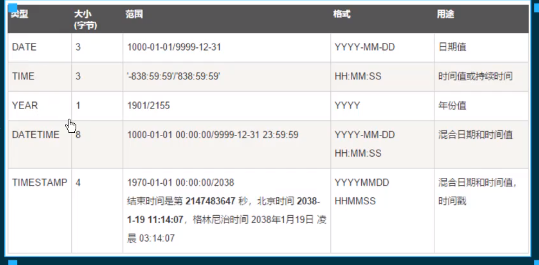 类型 大小 范围 格式 用途
(字节)
DATE 3 1000-01-01/9999-12-31 YYYY-MM-DD 日期值
TIME 3 '-838:59:59'/'838:59:59' HH:MM:SS 时间值或持续时间
YEAR 1 1901/2155 YYYY 年份值
DATETIME 8 1000-01-01 00:00:00/9999-12-31 23:59:59 YYYY-MM-DD 混合日期和时间值
HH:MM:SS
TIMESTAMP 4 1970-01-01 00:00:00/2038 YYYYMMDD 混合日期和时间值,
结束时间是第 2147483647 秒，北京时间 2038- HHMMSS 时间戳
1-19 11:14:07，格林尼治时间 2038年1月19日 凌
晨 03:14:07